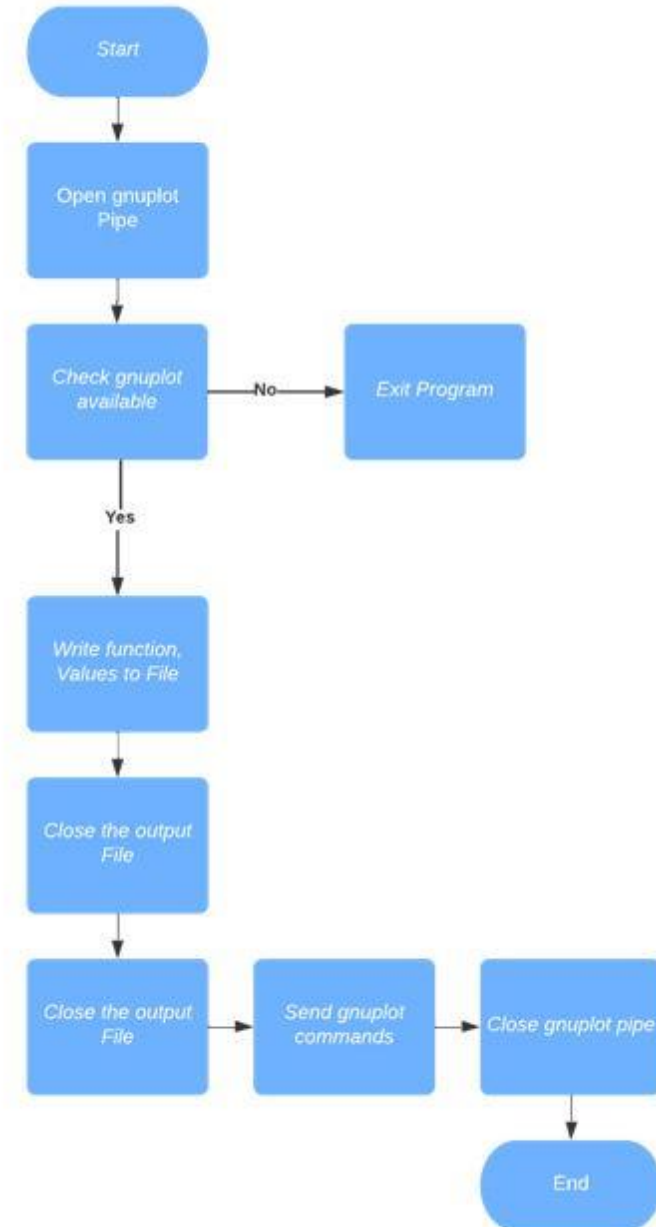 Start
Open gnuplot
Pipe
Check gnuplot
available
No
Exit Program
Yes
Write function,
Values to File
Close the output
File
Close the output
File
Send gnuplot
commands
Close gnuplot pipe
End